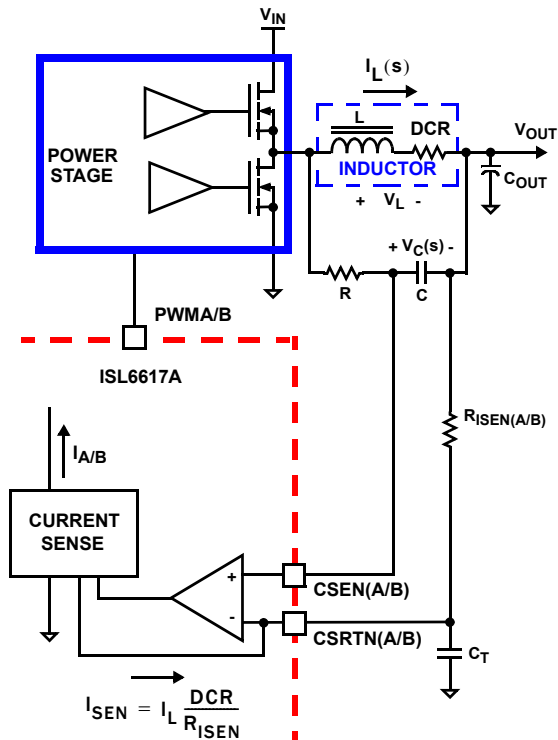 V_IN
I_L(s)
L
DCR
V_OUT
POWER
STAGE
INDUCTOR
C_OUT
+ V_L -
+ V_C(s) -
R
C
PWMA/B
ISL6617A
R_ISEN(A/B)
I_A/B
CURRENT
SENSE
+
CSEN(A/B)
-
CSRTN(A/B)
C_T
I_SEN = I_L DCR/R_ISEN